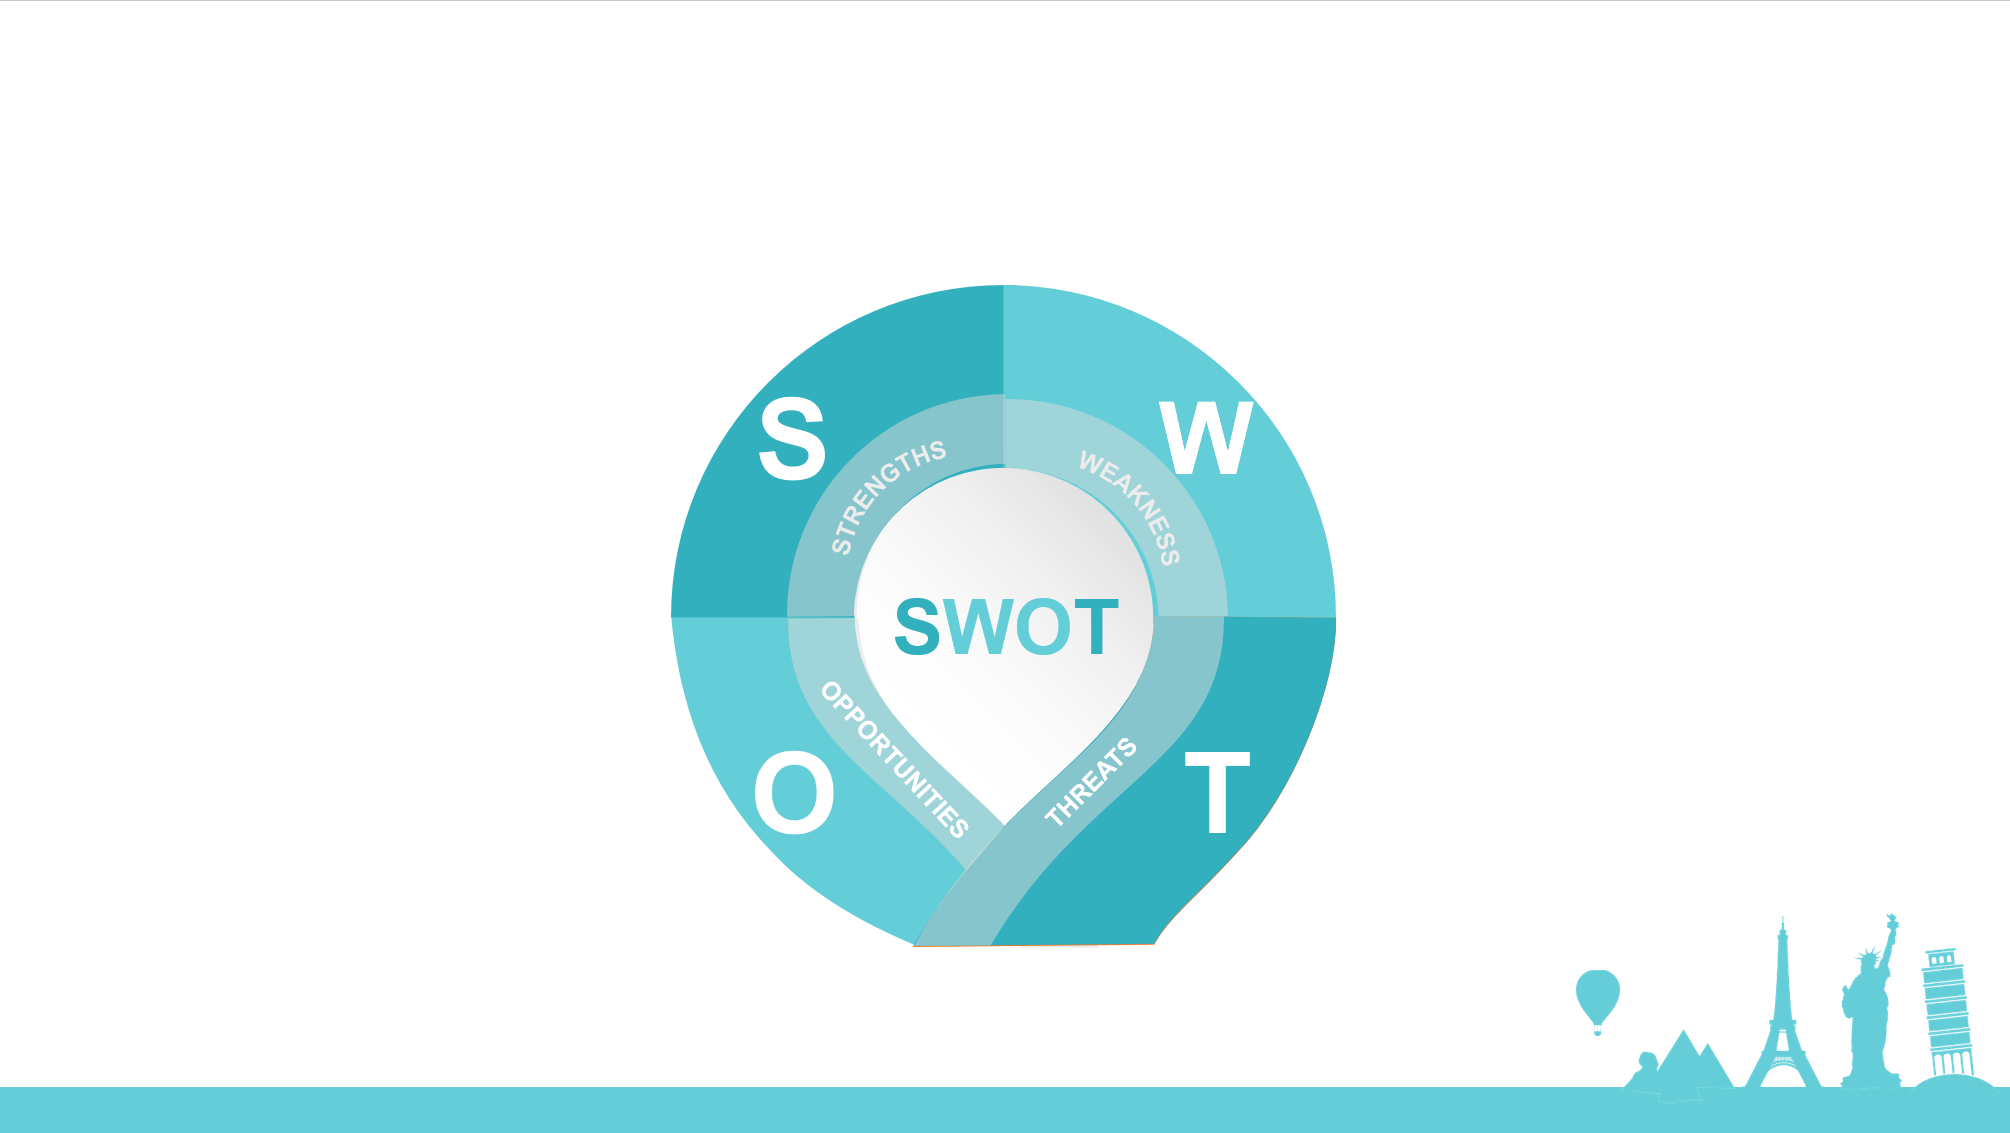 S
W
STRENGTHS
WEAKNESS
SWOT
OPPORTUNITIES
THREATS
O
T